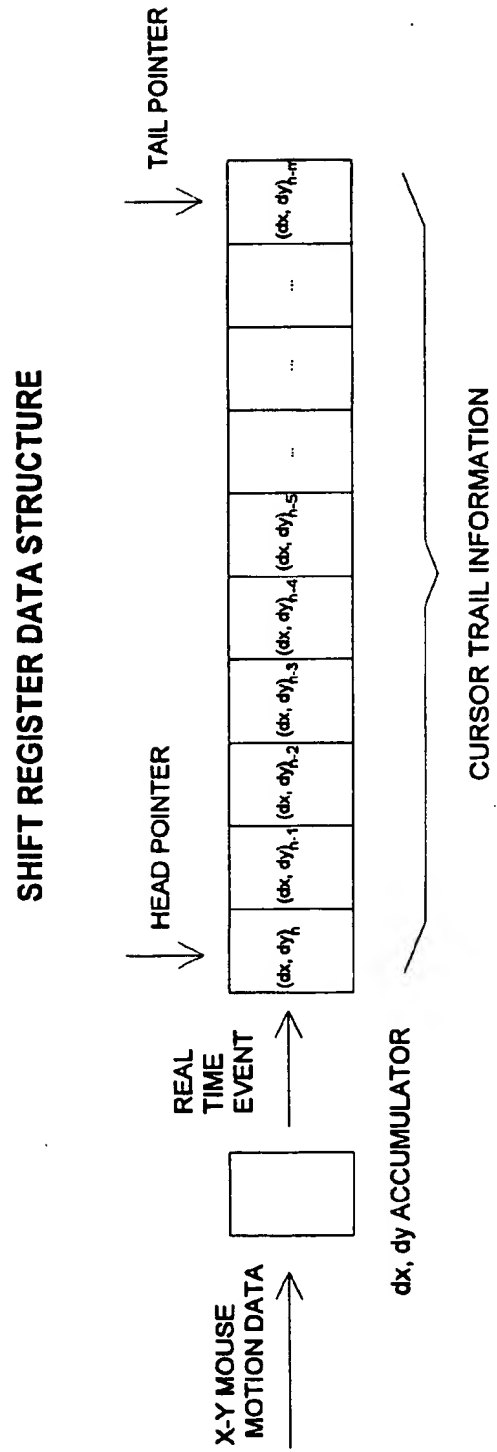 SHIFT REGISTER DATA STRUCTURE
HEAD POINTER
TAIL POINTER
X-Y MOUSE
MOTION DATA
REAL
TIME
EVENT
(dx, dy)n
(dx, dy)n-1
(dx, dy)n-2
(dx, dy)n-3
(dx, dy)n-4
(dx, dy)n-5
...
...
...
(dx, dy)n-m
dx, dy ACCUMULATOR
CURSOR TRAIL INFORMATION